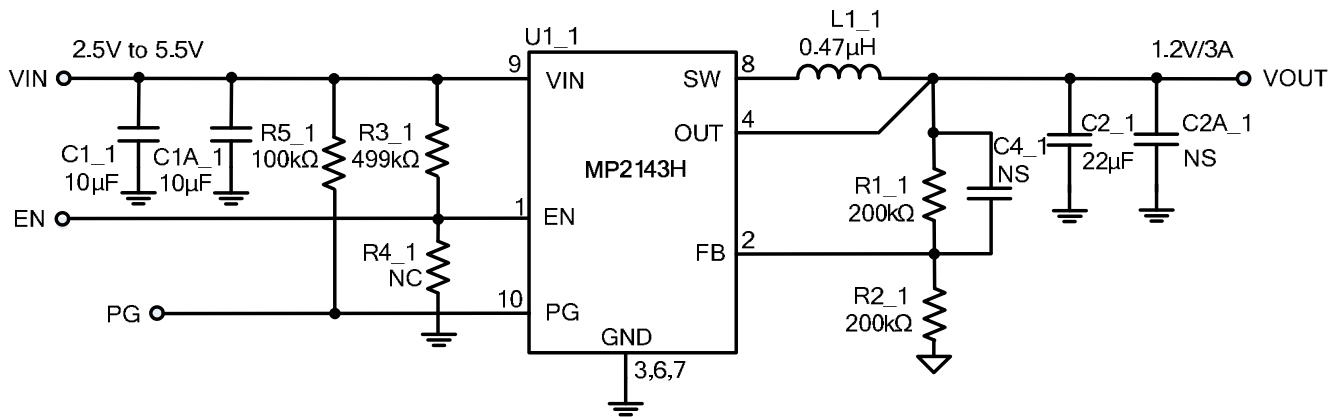 2.5V to 5.5V
VIN
C1_1
10µF
C1A_1
10µF
R5_1
100kΩ
R3_1
499kΩ
EN
R4_1
NC
PG
U1_1
9
VIN
1
EN
10
PG
MP2143H
GND
3,6,7
SW
8
OUT
4
FB
2
L1_1
0.47µH
1.2V/3A
VOUT
C4_1
NS
R1_1
200kΩ
R2_1
200kΩ
C2_1
22µF
C2A_1
NS